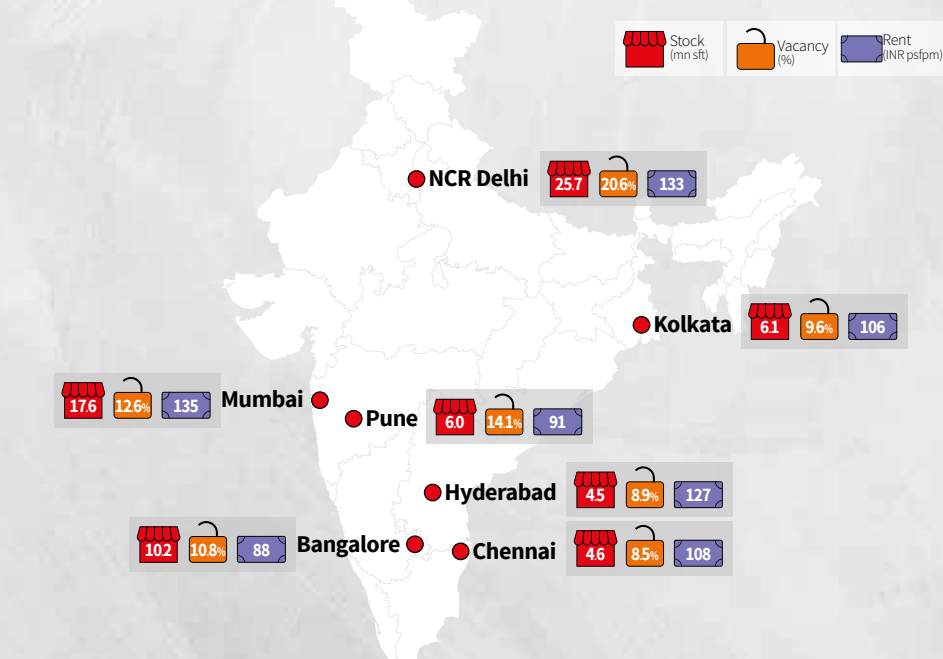 Stock
(mn sft)
Vacancy
(%)
Rent
(INR psfpm)
NCR Delhi 25.7 20.6% 133
Kolkata 6.1 9.6% 106
17.6 12.6% 135 Mumbai
Pune 6.0 14.1% 91
Hyderabad 4.5 8.9% 127
10.2 10.8% 88 Bangalore
Chennai 4.6 8.5% 108